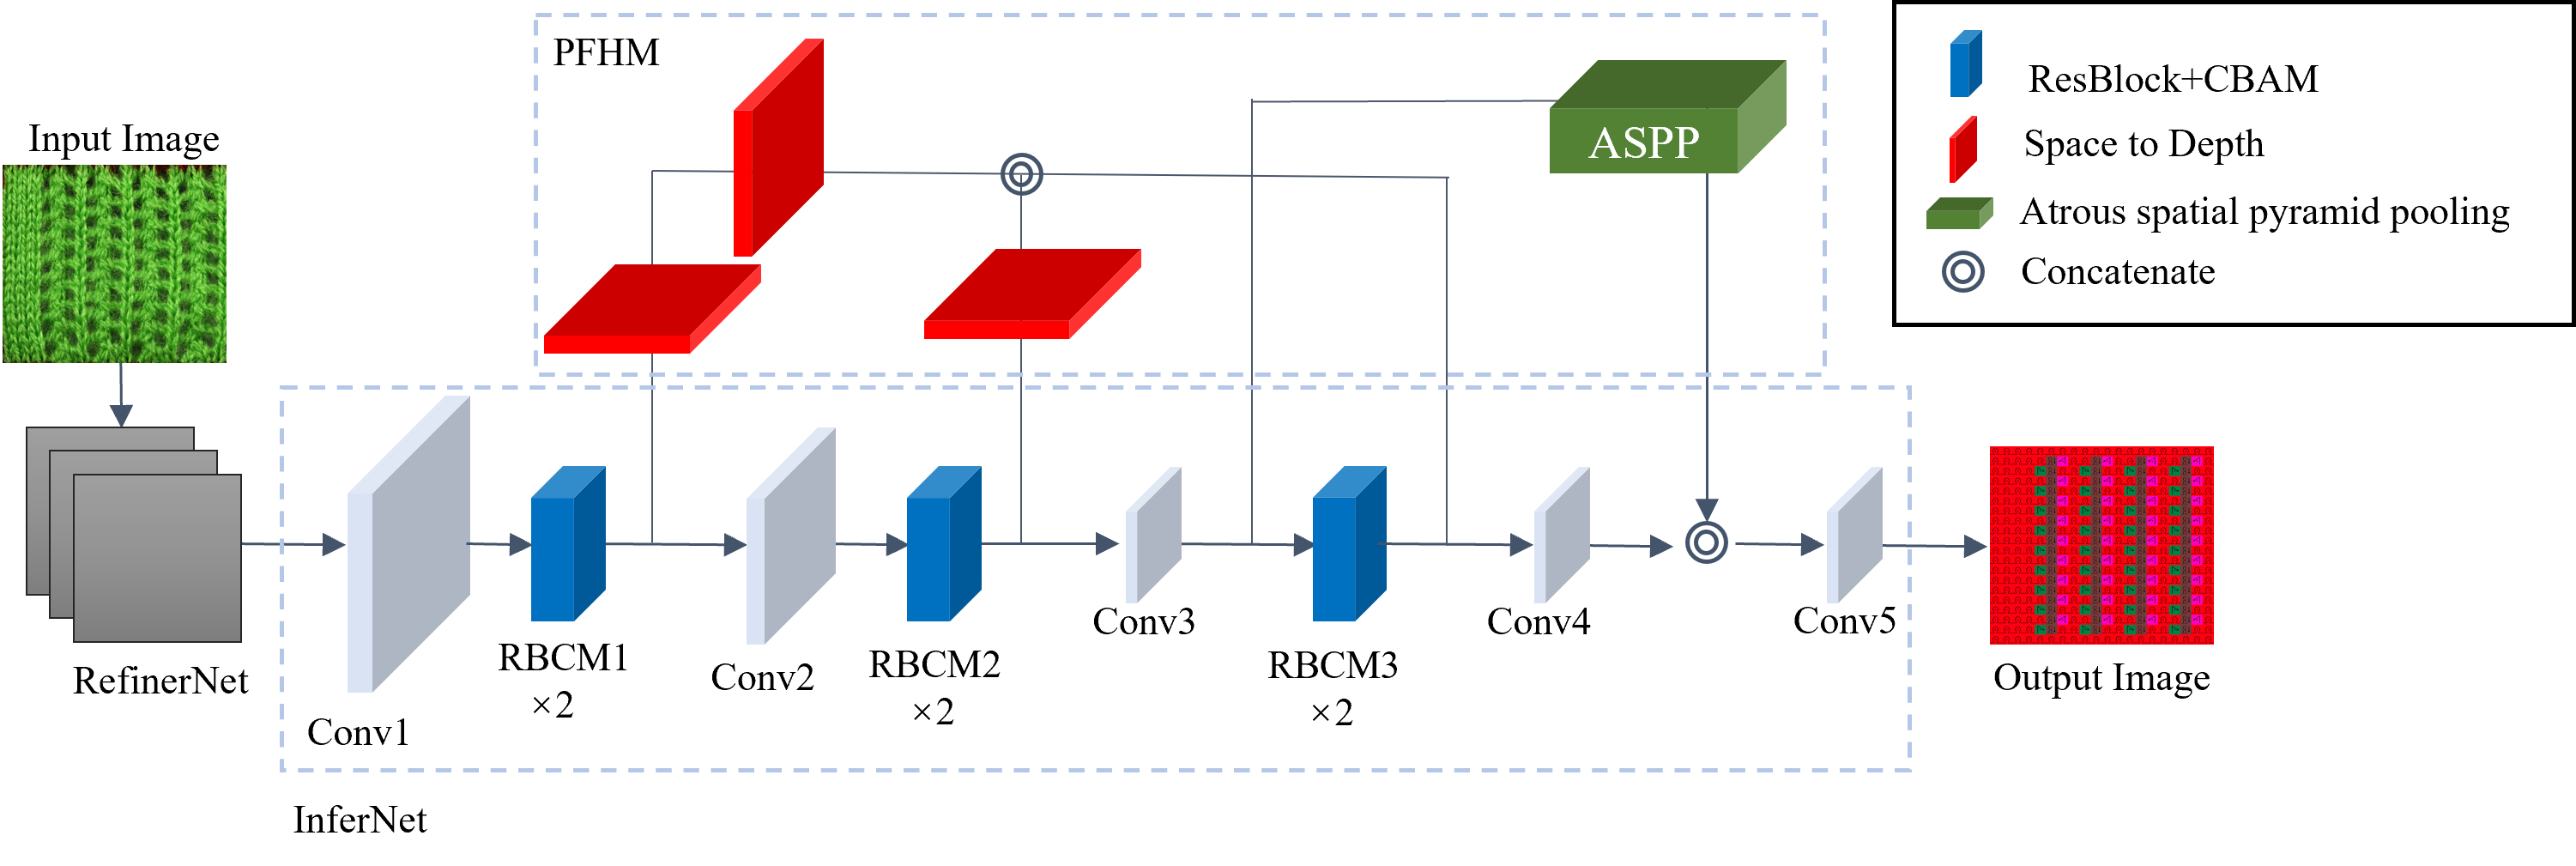 PFHM
ASPP
ResBlock+CBAM
Space to Depth
Atrous spatial pyramid pooling
Concatenate
Input Image
RefinerNet
Conv1
RBCM1
×2
Conv2
RBCM2
×2
Conv3
RBCM3
×2
Conv4
Conv5
Output Image
InferNet